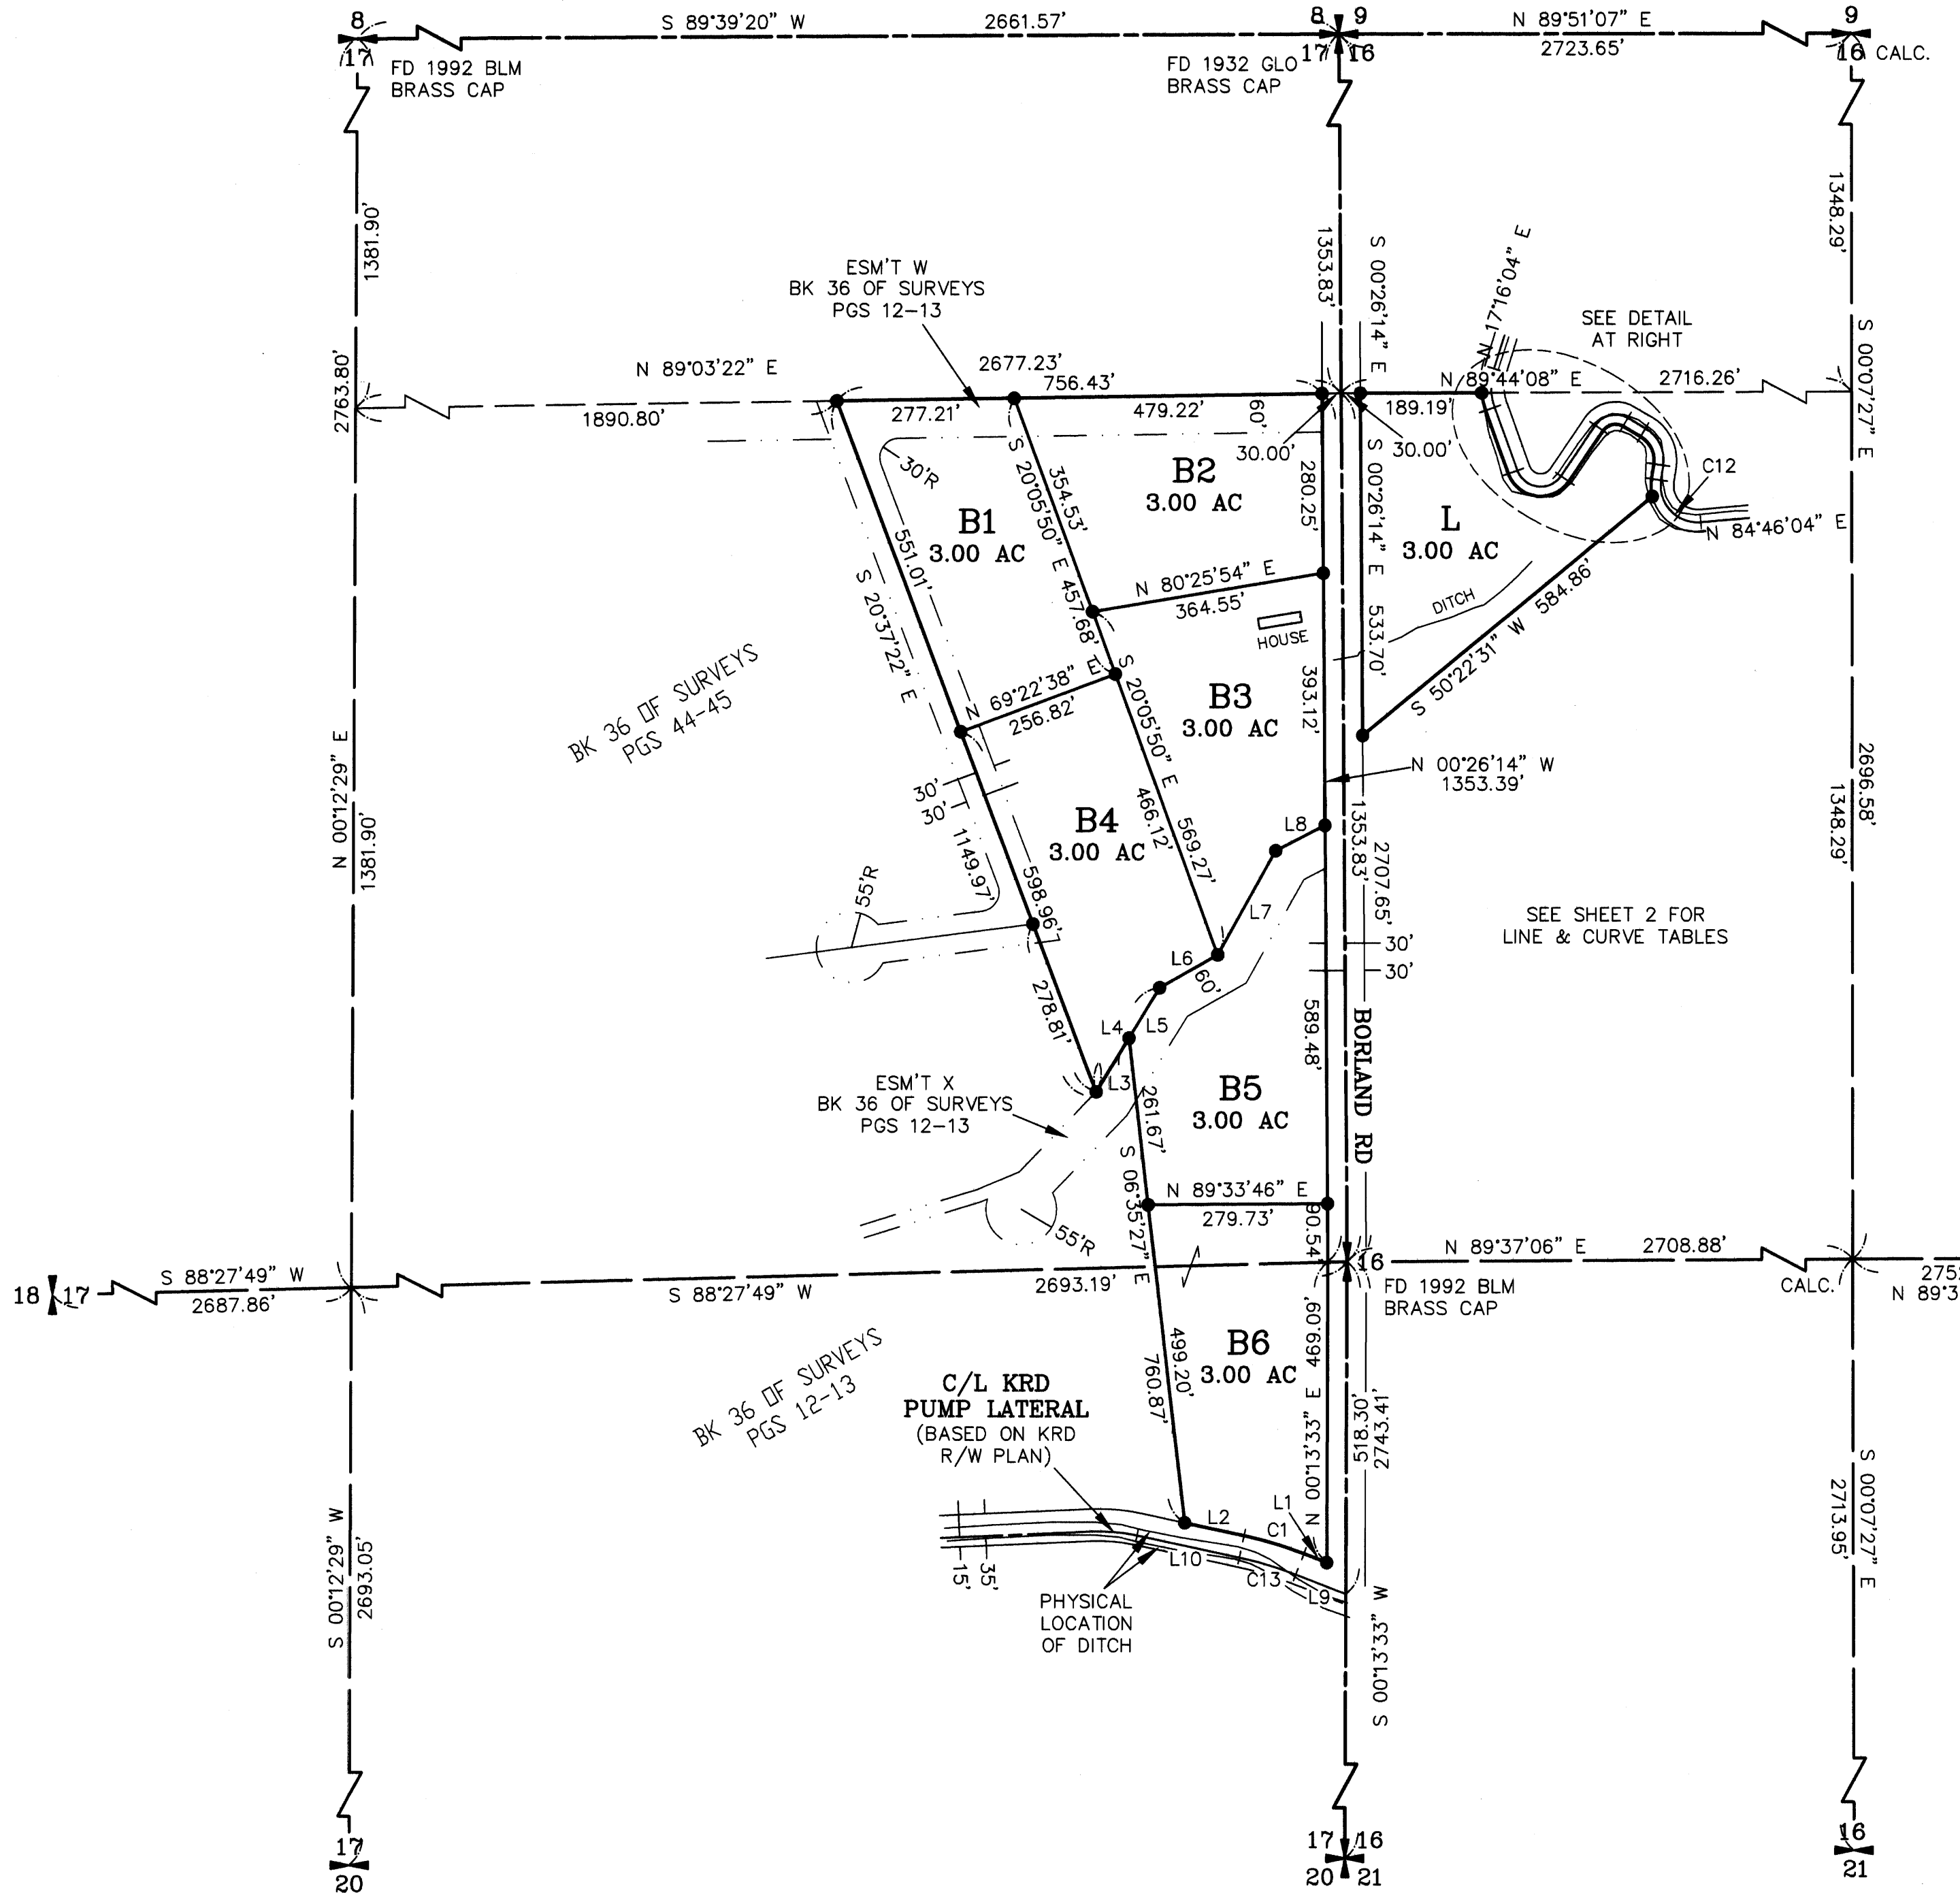 8
S 89°39'20" W
2661.57'
8
9
N 89°51'07" E
9
17
17
16
2723.65'
16
CALC.
FD 1992 BLM
BRASS CAP
FD 1932 GLO
BRASS CAP
1381.90'
2763.80'
N 00°12'29" E
1381.90'
1353.83'
S 00°26'14" E
1348.29'
S 00°07'27" E
2696.58'
1348.29'
ESM'T W
BK 36 OF SURVEYS
PGS 12-13
N 17°16'04" E
SEE DETAIL
AT RIGHT
N 89°03'22" E
2677.23'
756.43'
1890.80'
277.21'
479.22'
60'
30.00'
30.00'
N 89°44'08" E
2716.26'
189.19'
C12
N 84°46'04" E
30'R
B1
3.00 AC
B2
3.00 AC
L
3.00 AC
354.53'
S 20°05'50" E
457.68'
280.25'
S 00°26'14" E
533.70'
551.01'
S 20°37'22" E
N 80°25'54" E
364.55'
HOUSE
DITCH
S 50°22'31" W
584.86'
BK 36 OF SURVEYS
PGS 44-45
N 69°22'38" E
256.82'
B3
3.00 AC
393.12'
S 20°05'50" E
466.12'
569.27'
N 00°26'14" W
1353.39'
30'
30'
1149.97'
598.96'
B4
3.00 AC
L8
L7
1353.83'
2707.65'
55'R
SEE SHEET 2 FOR
LINE & CURVE TABLES
30'
30'
L6
60'
278.81'
L4
L5
L3
589.48'
BORLAND RD
ESM'T X
BK 36 OF SURVEYS
PGS 12-13
B5
3.00 AC
261.67'
S 06°35'27" E
N 89°33'46" E
279.73'
90.54'
55'R
18
17
S 88°27'49" W
2687.86'
S 88°27'49" W
2693.19'
16
N 89°37'06" E
2708.88'
CALC.
FD 1992 BLM
BRASS CAP
B6
3.00 AC
499.20'
760.87'
N 00°13'33" E
469.09'
518.30'
2743.41'
S 00°13'33" W
BK 36 OF SURVEYS
PGS 12-13
C/L KRD
PUMP LATERAL
(BASED ON KRD
R/W PLAN)
L2
C1
L1
L10
C13
L9
15'
35'
PHYSICAL
LOCATION
OF DITCH
S 00°12'29" W
2693.05'
S 00°07'27" E
2713.95'
17
20
17
16
20
21
16
21